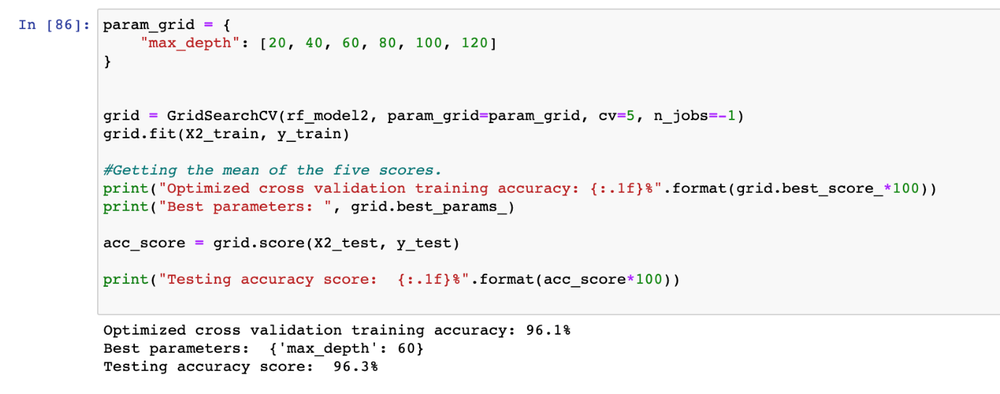 In [86]: param_grid = {
    "max_depth": [20, 40, 60, 80, 100, 120]
}
grid = GridSearchCV(rf_model2, param_grid=param_grid, cv=5, n_jobs=-1)
grid.fit(X2_train, y_train)
#Getting the mean of the five scores.
print("Optimized cross validation training accuracy: {:.1f}%".format(grid.best_score_*100))
print("Best parameters: ", grid.best_params_)
acc_score = grid.score(X2_test, y_test)
print("Testing accuracy score:  {:.1f}%".format(acc_score*100))
Optimized cross validation training accuracy: 96.1%
Best parameters:  {'max_depth': 60}
Testing accuracy score:  96.3%